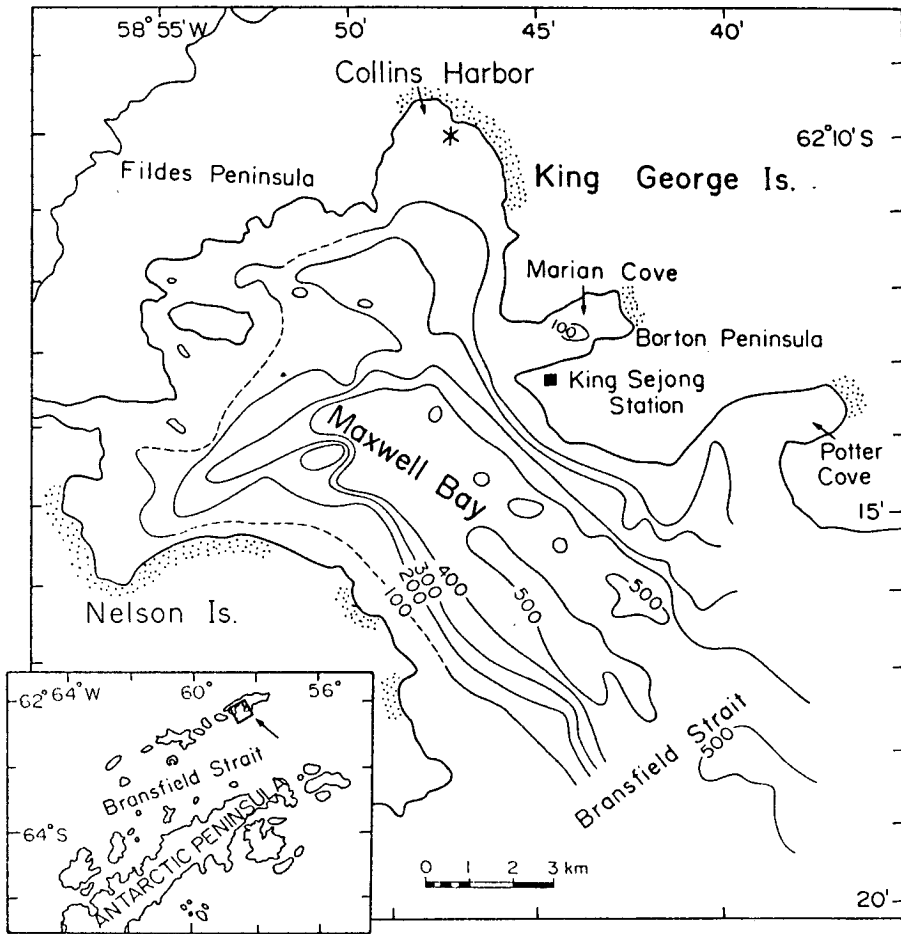 58°55'W 50' 45' 40'
Collins Harbor
62°10'S
Fildes Peninsula
King George Is.
Marian Cove
100
Borton Peninsula
King Sejong
Station
Maxwell Bay
Potter
Cove
15'
500
500
400
300
200
100
Nelson Is.
Bransfield Strait
500
62° 64°W 60° 56°
Bransfield Strait
64°S
ANTARCTIC PENINSULA
0 1 2 3 km
20'